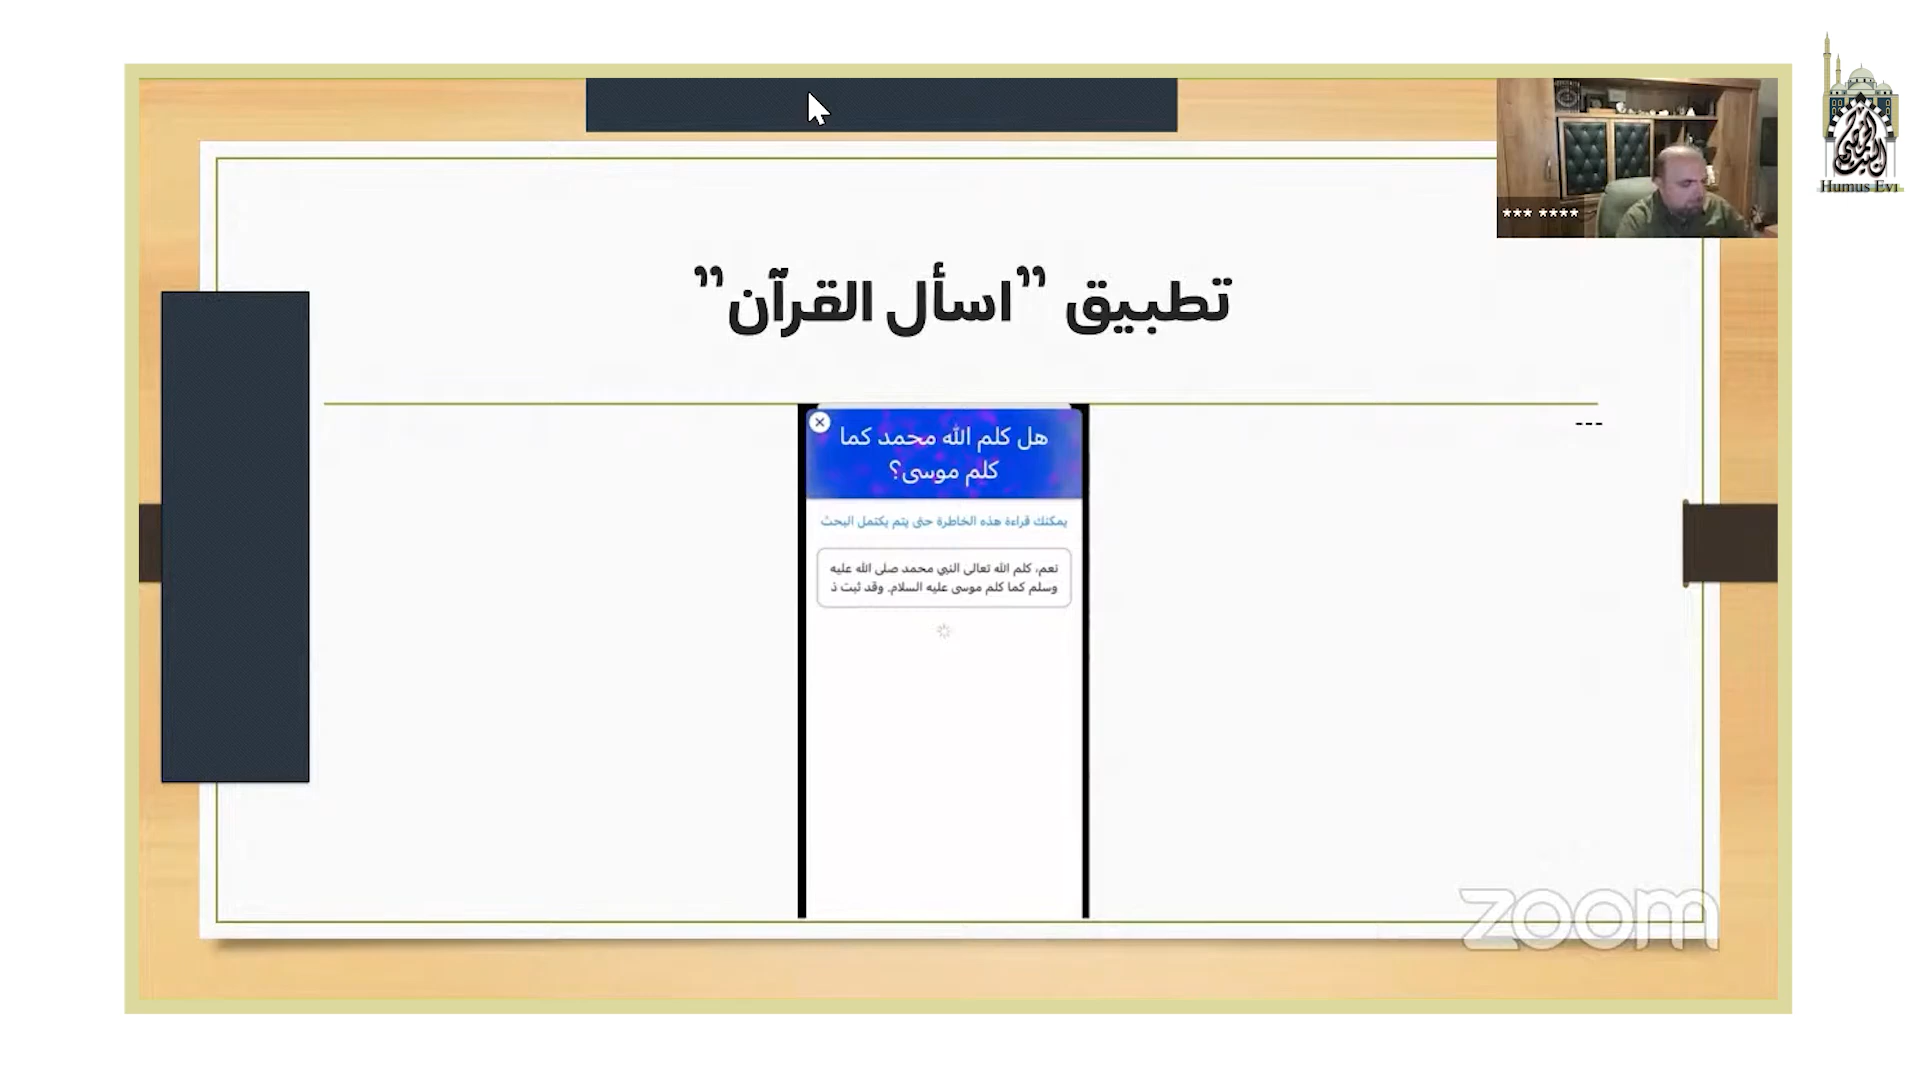 تطبيق ”اسأل القرآن”
---
هل كلم الله محمد كما
كلم موسى؟
يمكنك قراءة هذه الخاطرة حتى يتم يكتمل البحث
نعم، كلم الله تعالى النبي محمد صلى الله عليه
وسلم كما كلم موسى عليه السلام. وقد ثبت ذ
*** ****
Humus Evi
zoom